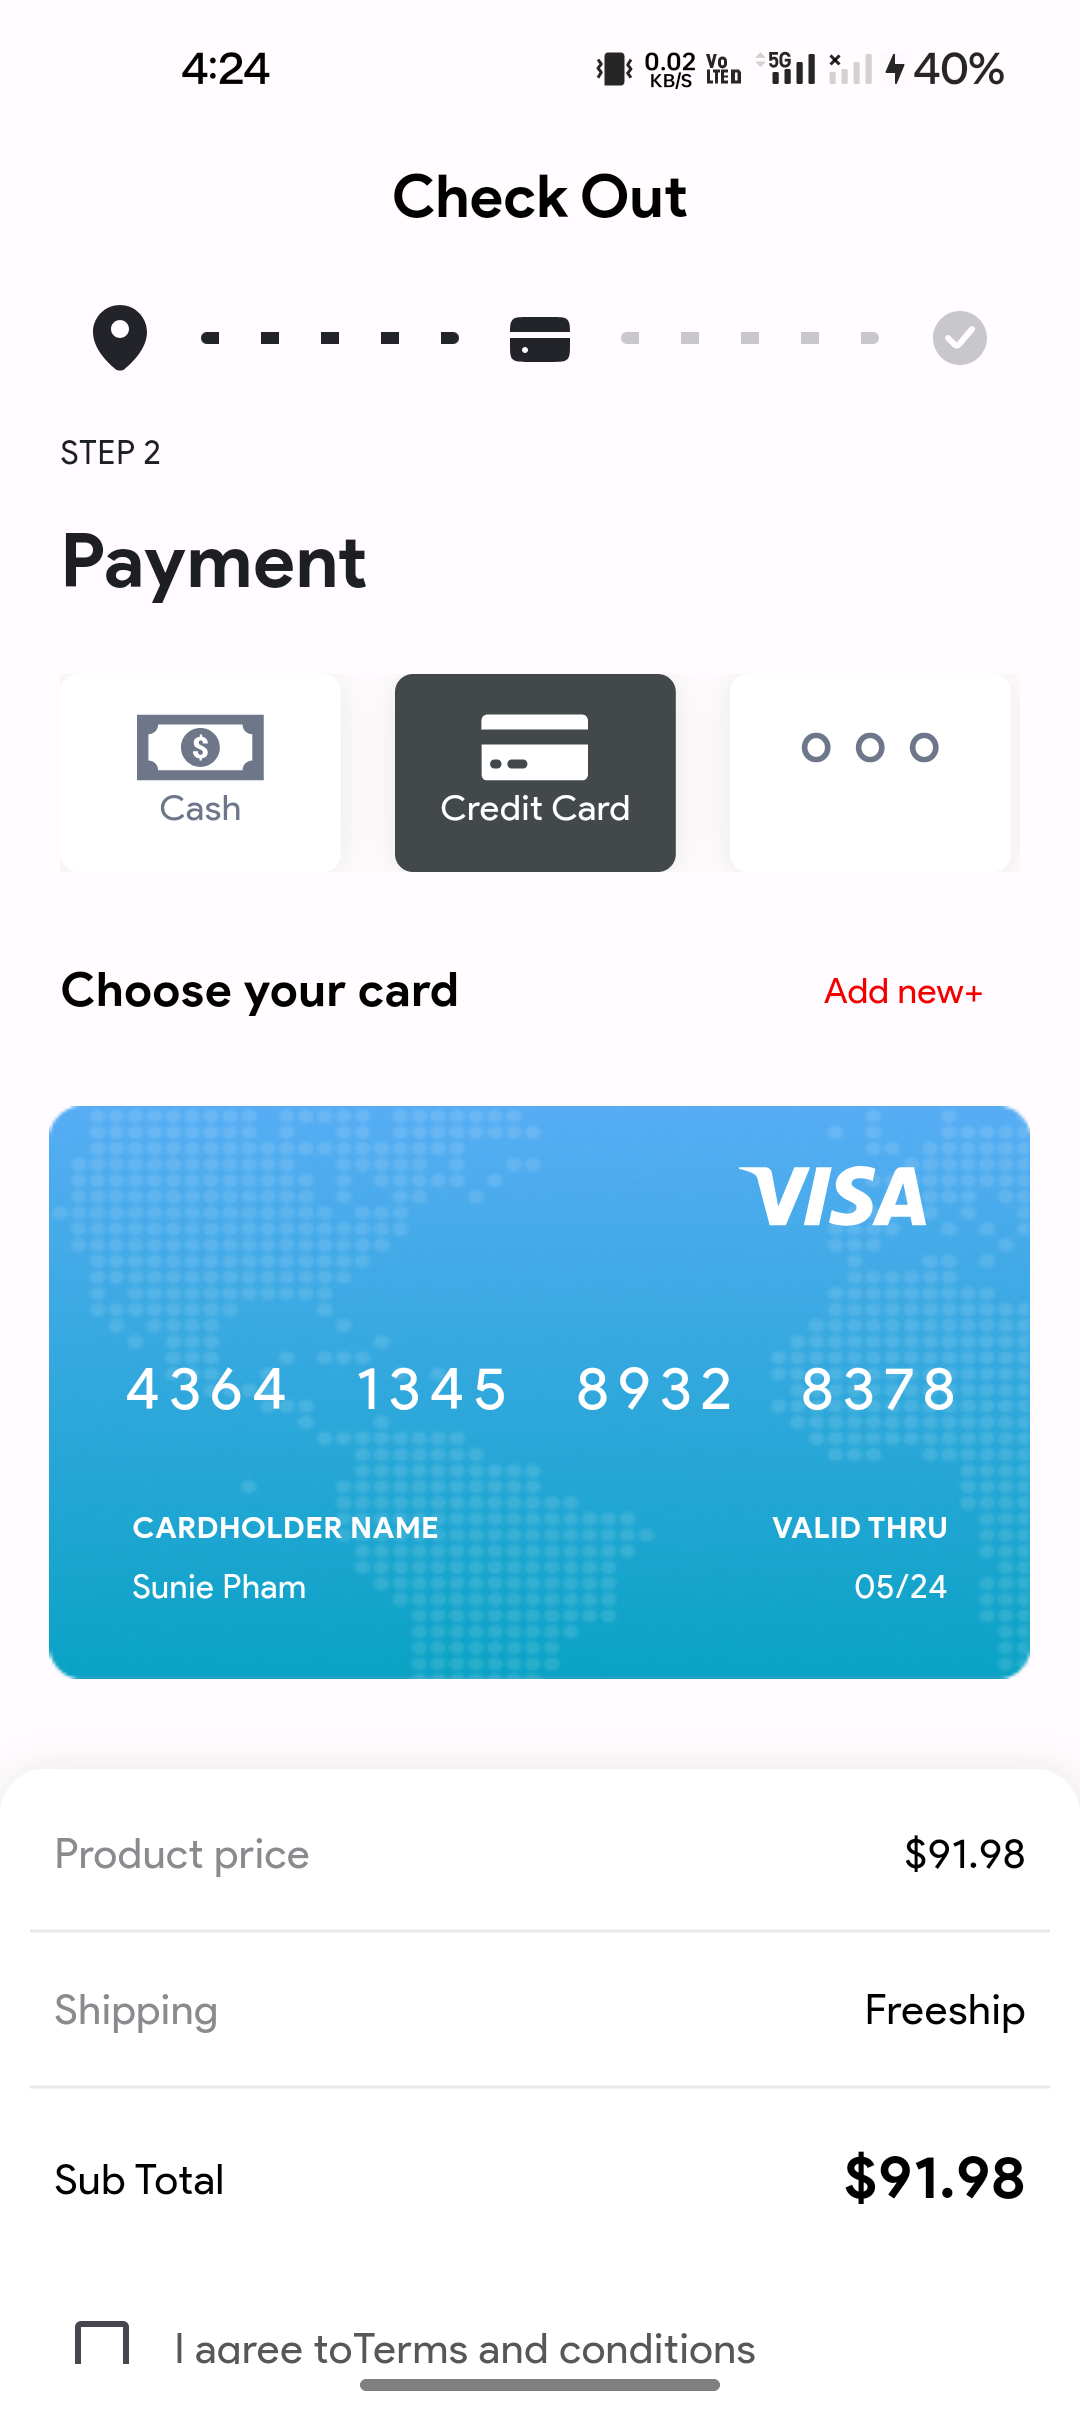 4:24 0.02 KB/S Vo LTE 5G 40%
Check Out
STEP 2
Payment
$
Cash Credit Card
Choose your card Add new+
VISA
4364 1345 8932 8378
CARDHOLDER NAME VALID THRU
Sunie Pham 05/24
Product price $91.98
Shipping Freeship
Sub Total $91.98
I agree toTerms and conditions